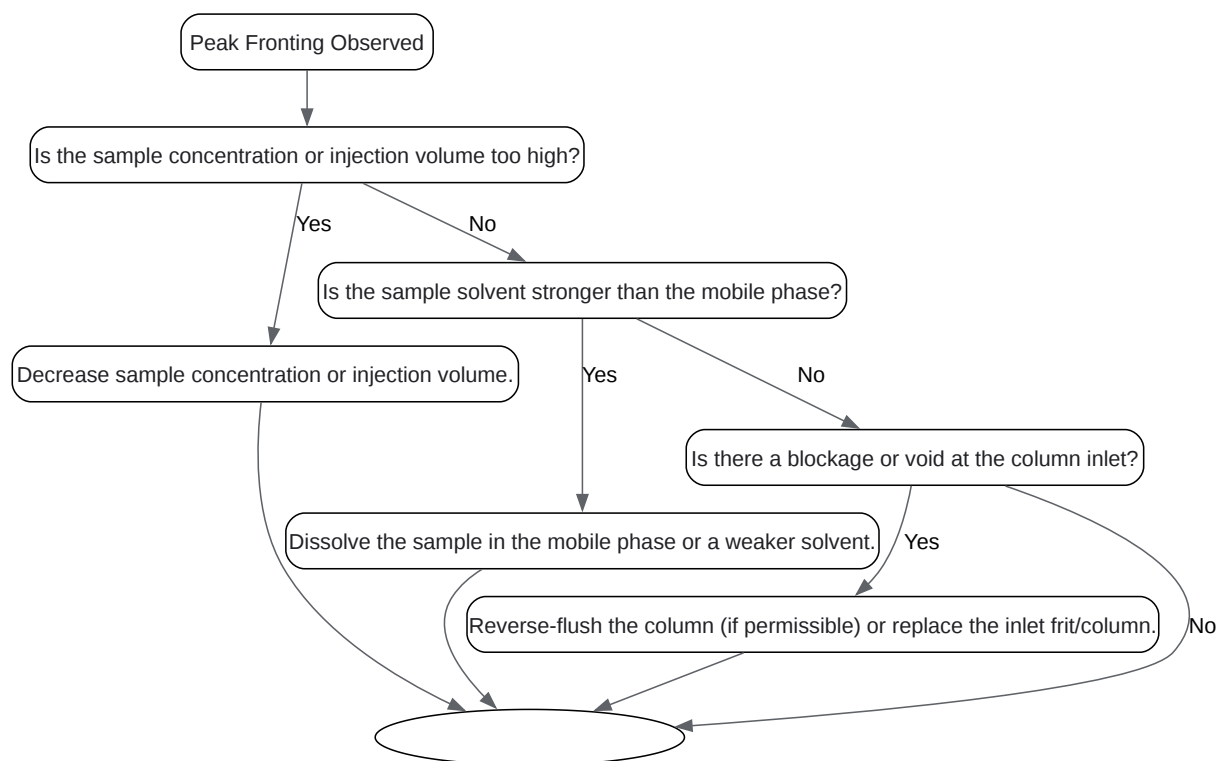 Peak Fronting Observed
Is the sample concentration or injection volume too high?
Yes
No
Is the sample solvent stronger than the mobile phase?
Decrease sample concentration or injection volume.
Yes
No
Is there a blockage or void at the column inlet?
Dissolve the sample in the mobile phase or a weaker solvent.
Yes
Reverse-flush the column (if permissible) or replace the inlet frit/column.
No